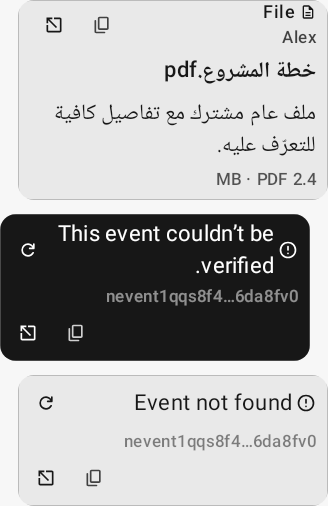 File
Alex
خطة المشروع.pdf
ملف عام مشترك مع تفاصيل كافية
للتعرّف عليه.
MB · PDF 2.4
This event couldn’t be
.verified
nevent1qqs8f4…6da8fv0
Event not found
nevent1qqs8f4…6da8fv0